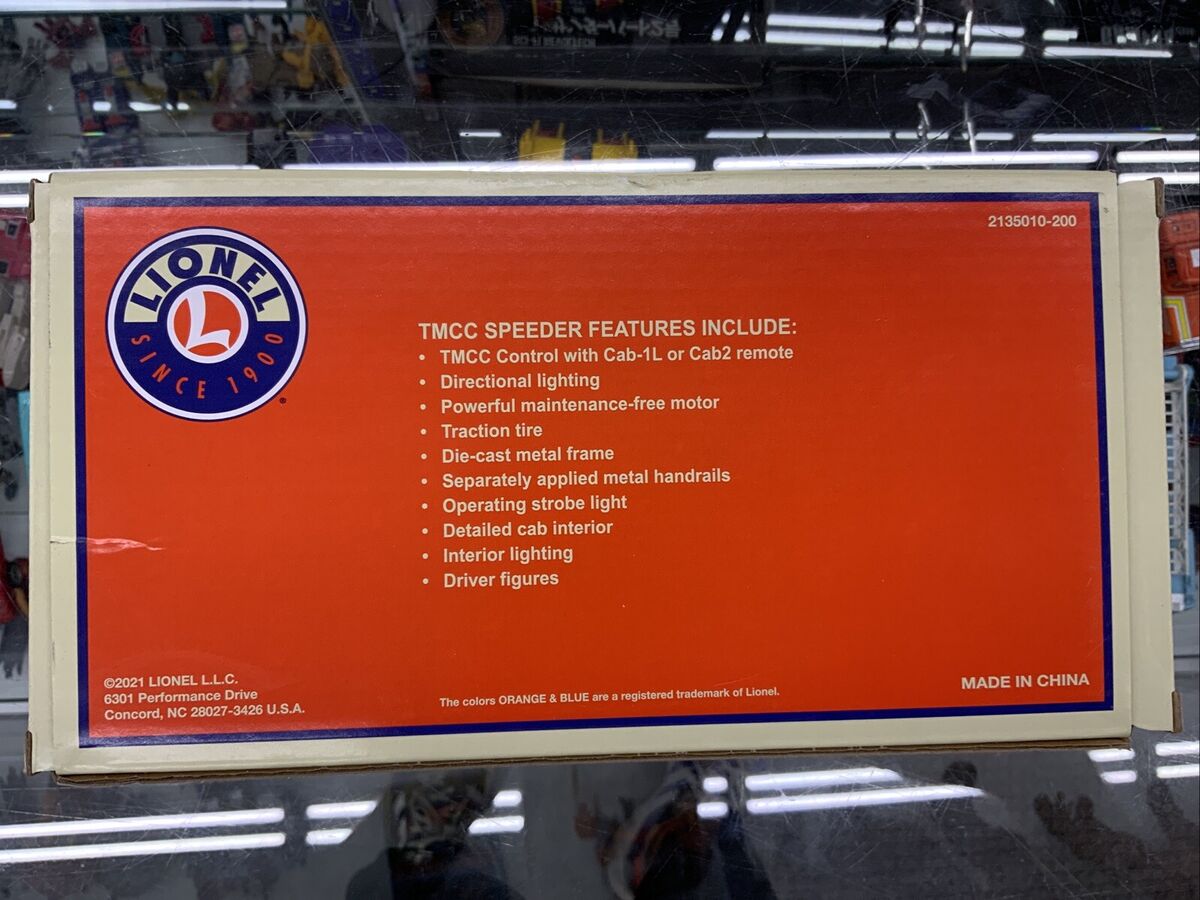 2135010-200
LIONEL
L
SINCE 1900
®
TMCC SPEEDER FEATURES INCLUDE:
• TMCC Control with Cab-1L or Cab2 remote
• Directional lighting
• Powerful maintenance-free motor
• Traction tire
• Die-cast metal frame
• Separately applied metal handrails
• Operating strobe light
• Detailed cab interior
• Interior lighting
• Driver figures
©2021 LIONEL L.L.C.
6301 Performance Drive
Concord, NC 28027-3426 U.S.A.
The colors ORANGE & BLUE are a registered trademark of Lionel.
MADE IN CHINA